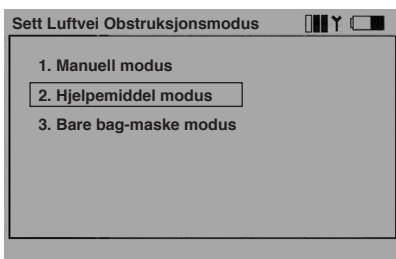 Sett Luftvei Obstruksjonsmodus
1. Manuell modus
2. Hjelpemiddel modus
3. Bare bag-maske modus